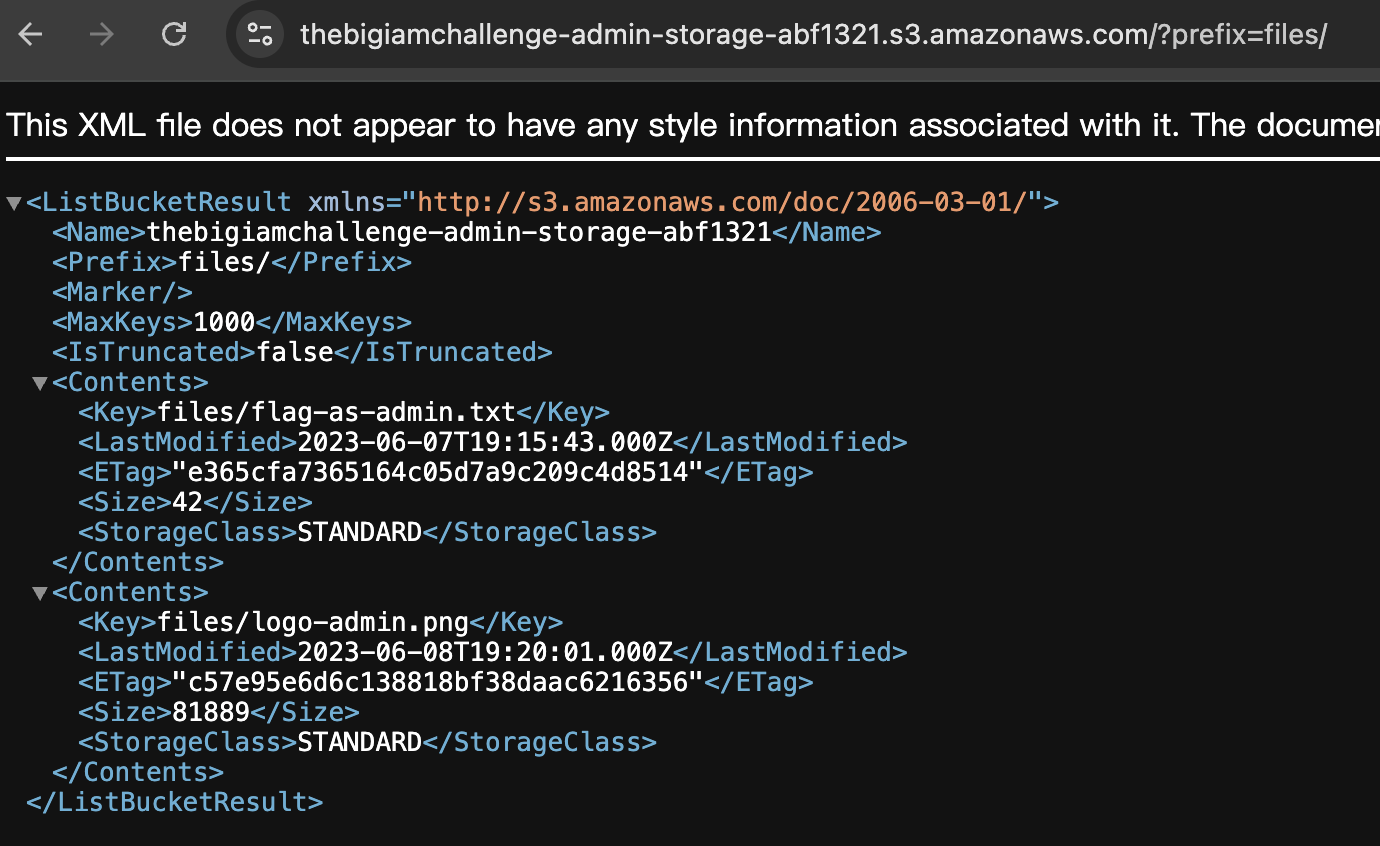 thebigiamchallenge-admin-storage-abf1321.s3.amazonaws.com/?prefix=files/
This XML file does not appear to have any style information associated with it. The
<ListBucketResult xmlns="http://s3.amazonaws.com/doc/2006-03-01/">
<Name>thebigiamchallenge-admin-storage-abf1321</Name>
<Prefix>files/</Prefix>
<Marker/>
<MaxKeys>1000</MaxKeys>
<IsTruncated>false</IsTruncated>
<Contents>
<Key>files/flag-as-admin.txt</Key>
<LastModified>2023-06-07T19:15:43.000Z</LastModified>
<ETag>"e365cfa7365164c05d7a9c209c4d8514"</ETag>
<Size>42</Size>
<StorageClass>STANDARD</StorageClass>
</Contents>
<Contents>
<Key>files/logo-admin.png</Key>
<LastModified>2023-06-08T19:20:01.000Z</LastModified>
<ETag>"c57e95e6d6c138818bf38daac6216356"</ETag>
<Size>81889</Size>
<StorageClass>STANDARD</StorageClass>
</Contents>
</ListBucketResult>